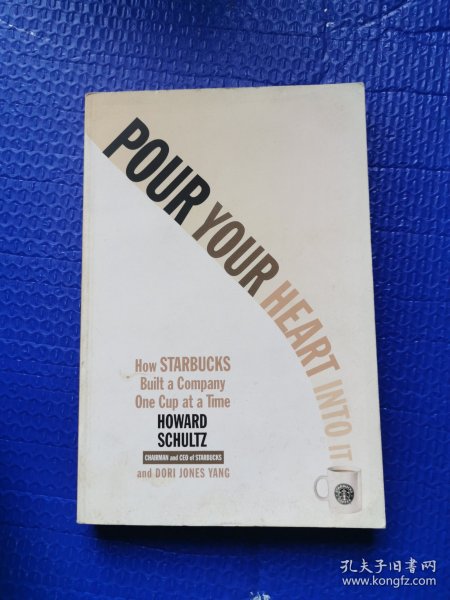 POUR YOUR HEART INTO IT
How STARBUCKS
Built a Company
One Cup at a Time
HOWARD
SCHULTZ
CHAIRMAN and CEO of STARBUCKS
and DORI JONES YANG
孔夫子旧书网
www.kongfz.com